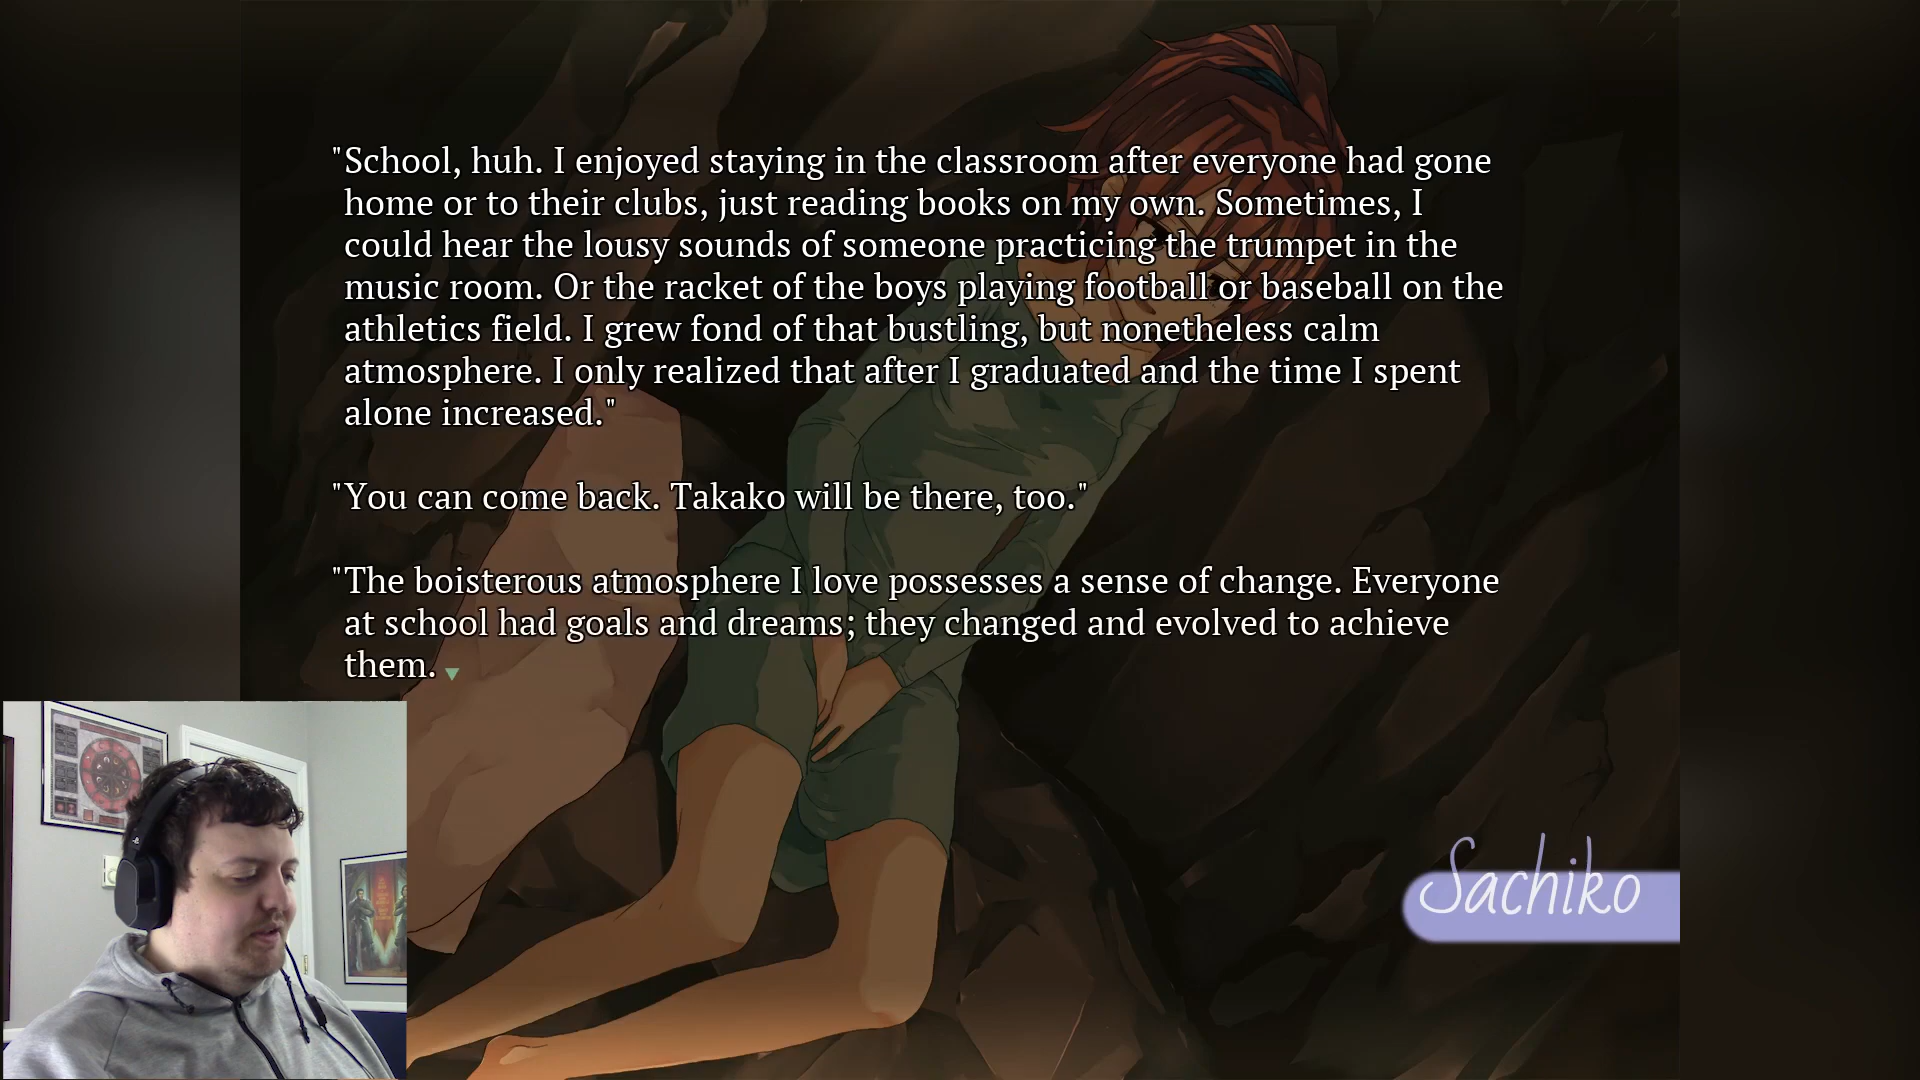 "School, huh. I enjoyed staying in the classroom after everyone had gone
home or to their clubs, just reading books on my own. Sometimes, I
could hear the lousy sounds of someone practicing the trumpet in the
music room. Or the racket of the boys playing football or baseball on the
athletics field. I grew fond of that bustling, but nonetheless calm
atmosphere. I only realized that after I graduated and the time I spent
alone increased."
"You can come back. Takako will be there, too."
"The boisterous atmosphere I love possesses a sense of change. Everyone
at school had goals and dreams; they changed and evolved to achieve
them.
Sachiko